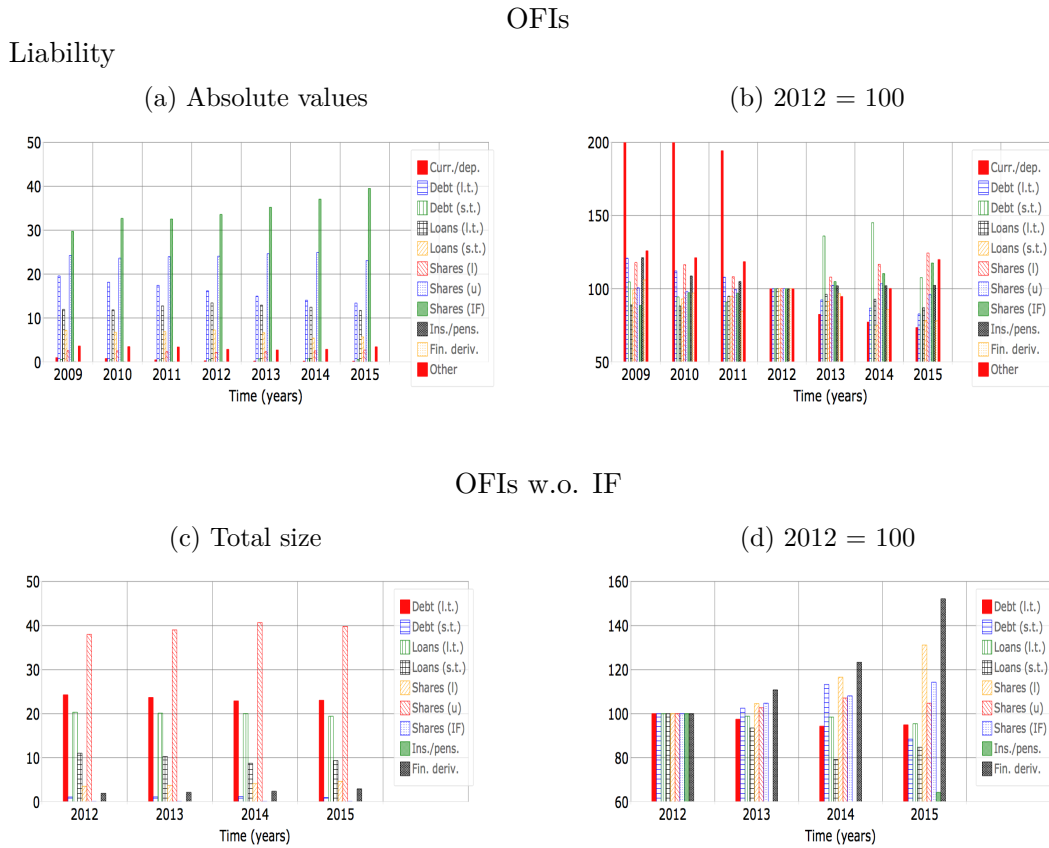 OFIs
Liability
(a) Absolute values
(b) 2012 = 100
50
40
30
20
10
0
2009 2010 2011 2012 2013 2014 2015
Time (years)
Curr./dep.
Debt (l.t.)
Debt (s.t.)
Loans (l.t.)
Loans (s.t.)
Shares (l)
Shares (u)
Shares (IF)
Ins./pens.
Fin. deriv.
Other
200
150
100
50
2009 2010 2011 2012 2013 2014 2015
Time (years)
Curr./dep.
Debt (l.t.)
Debt (s.t.)
Loans (l.t.)
Loans (s.t.)
Shares (l)
Shares (u)
Shares (IF)
Ins./pens.
Fin. deriv.
Other
OFIs w.o. IF
(c) Total size
(d) 2012 = 100
50
40
30
20
10
0
2012 2013 2014 2015
Time (years)
Debt (l.t.)
Debt (s.t.)
Loans (l.t.)
Loans (s.t.)
Shares (l)
Shares (u)
Shares (IF)
Ins./pens.
Fin. deriv.
160
140
120
100
80
60
2012 2013 2014 2015
Time (years)
Debt (l.t.)
Debt (s.t.)
Loans (l.t.)
Loans (s.t.)
Shares (l)
Shares (u)
Shares (IF)
Ins./pens.
Fin. deriv.